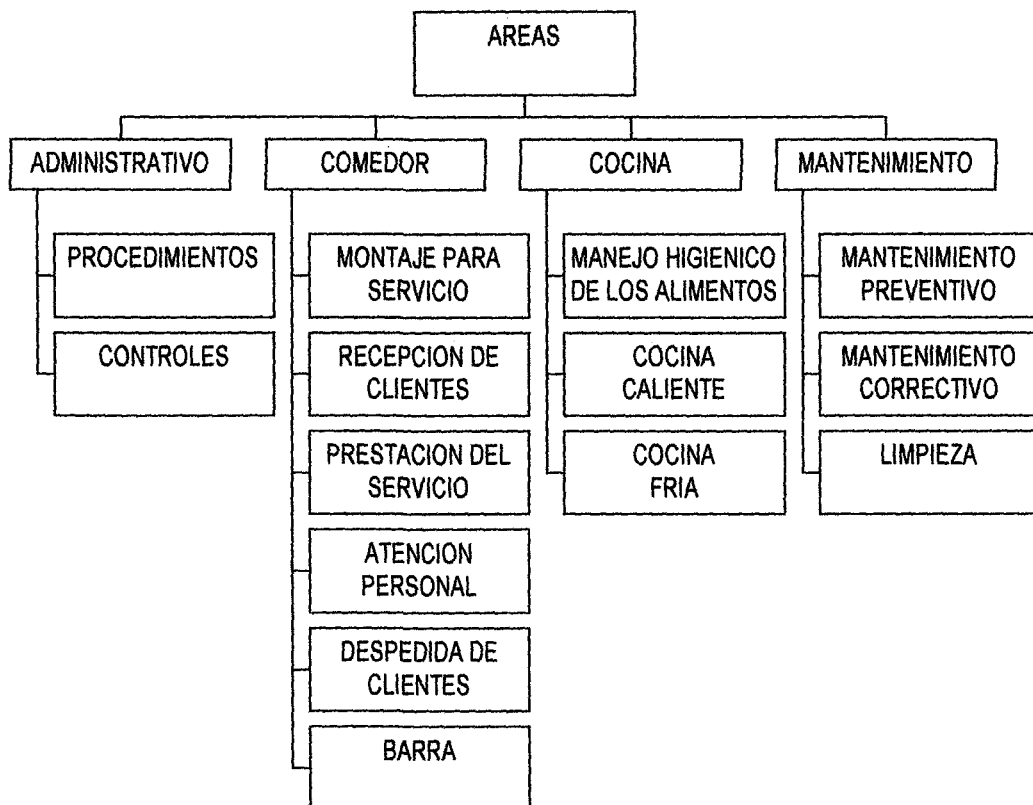 AREAS
ADMINISTRATIVO
COMEDOR
COCINA
MANTENIMIENTO
PROCEDIMIENTOS
CONTROLES
MONTAJE PARA
SERVICIO
RECEPCION DE
CLIENTES
PRESTACION DEL
SERVICIO
ATENCION
PERSONAL
DESPEDIDA DE
CLIENTES
BARRA
MANEJO HIGIENICO
DE LOS ALIMENTOS
COCINA
CALIENTE
COCINA
FRIA
MANTENIMIENTO
PREVENTIVO
MANTENIMIENTO
CORRECTIVO
LIMPIEZA